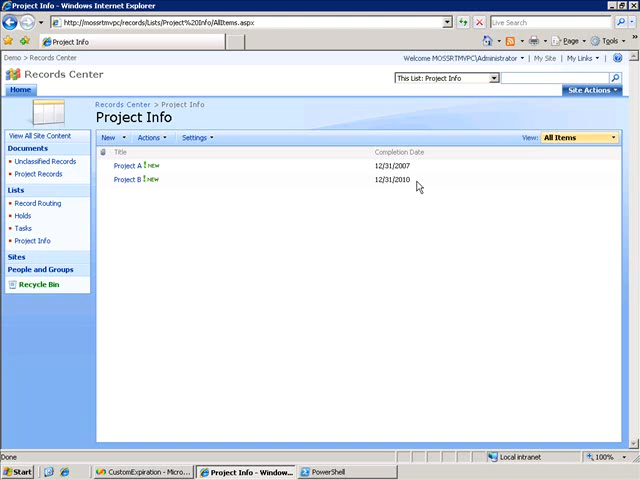 Project Info - Windows Internet Explorer
http://mossrtmvpc/records/Lists/Project%20Info/AllItems.aspx
Live Search
Project Info
Page
Tools
Demo > Records Center
Welcome MOSSRTMVPC\Administrator
My Site
My Links
Records Center
This List: Project Info
Home
Site Actions
Records Center > Project Info
Project Info
View All Site Content
Documents
Unclassified Records
Project Records
Lists
Record Routing
Holds
Tasks
Project Info
Sites
People and Groups
Recycle Bin
New
Actions
Settings
View:
All Items
Title
Completion Date
Project A ! NEW
12/31/2007
Project B ! NEW
12/31/2010
Done
Local intranet
100%
Start
CustomExpiration - Micro...
Project Info - Window...
PowerShell